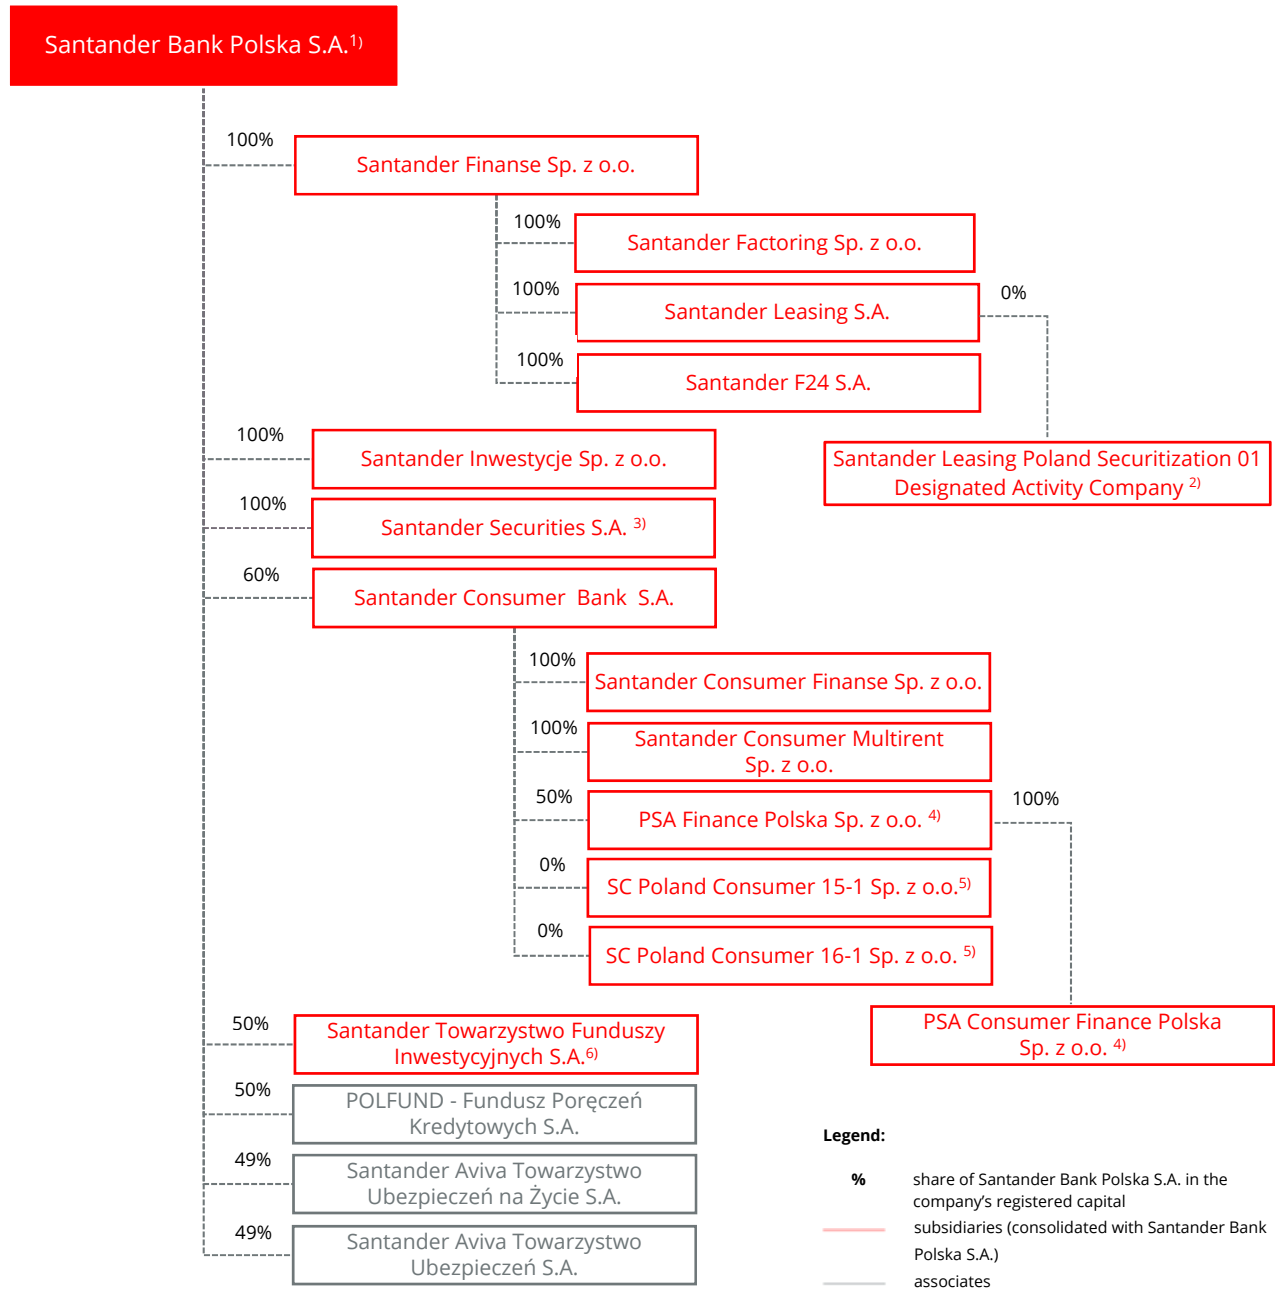 Santander Bank Polska S.A.1)
100%
Santander Finanse Sp. z o.o.
100%
Santander Factoring Sp. z o.o.
100%
Santander Leasing S.A.
0%
100%
Santander F24 S.A.
100%
Santander Inwestycje Sp. z o.o.
Santander Leasing Poland Securitization 01
Designated Activity Company 2)
100%
Santander Securities S.A. 3)
60%
Santander Consumer Bank S.A.
100%
Santander Consumer Finanse Sp. z o.o.
100%
Santander Consumer Multirent
Sp. z o.o.
50%
PSA Finance Polska Sp. z o.o. 4)
100%
0%
SC Poland Consumer 15-1 Sp. z o.o.5)
0%
SC Poland Consumer 16-1 Sp. z o.o. 5)
PSA Consumer Finance Polska
Sp. z o.o. 4)
50%
Santander Towarzystwo Funduszy
Inwestycyjnych S.A.6)
50%
POLFUND - Fundusz Poręczeń
Kredytowych S.A.
49%
Santander Aviva Towarzystwo
Ubezpieczeń na Życie S.A.
49%
Santander Aviva Towarzystwo
Ubezpieczeń S.A.
Legend:
% share of Santander Bank Polska S.A. in the
company's registered capital
subsidiaries (consolidated with Santander Bank
Polska S.A.)
associates